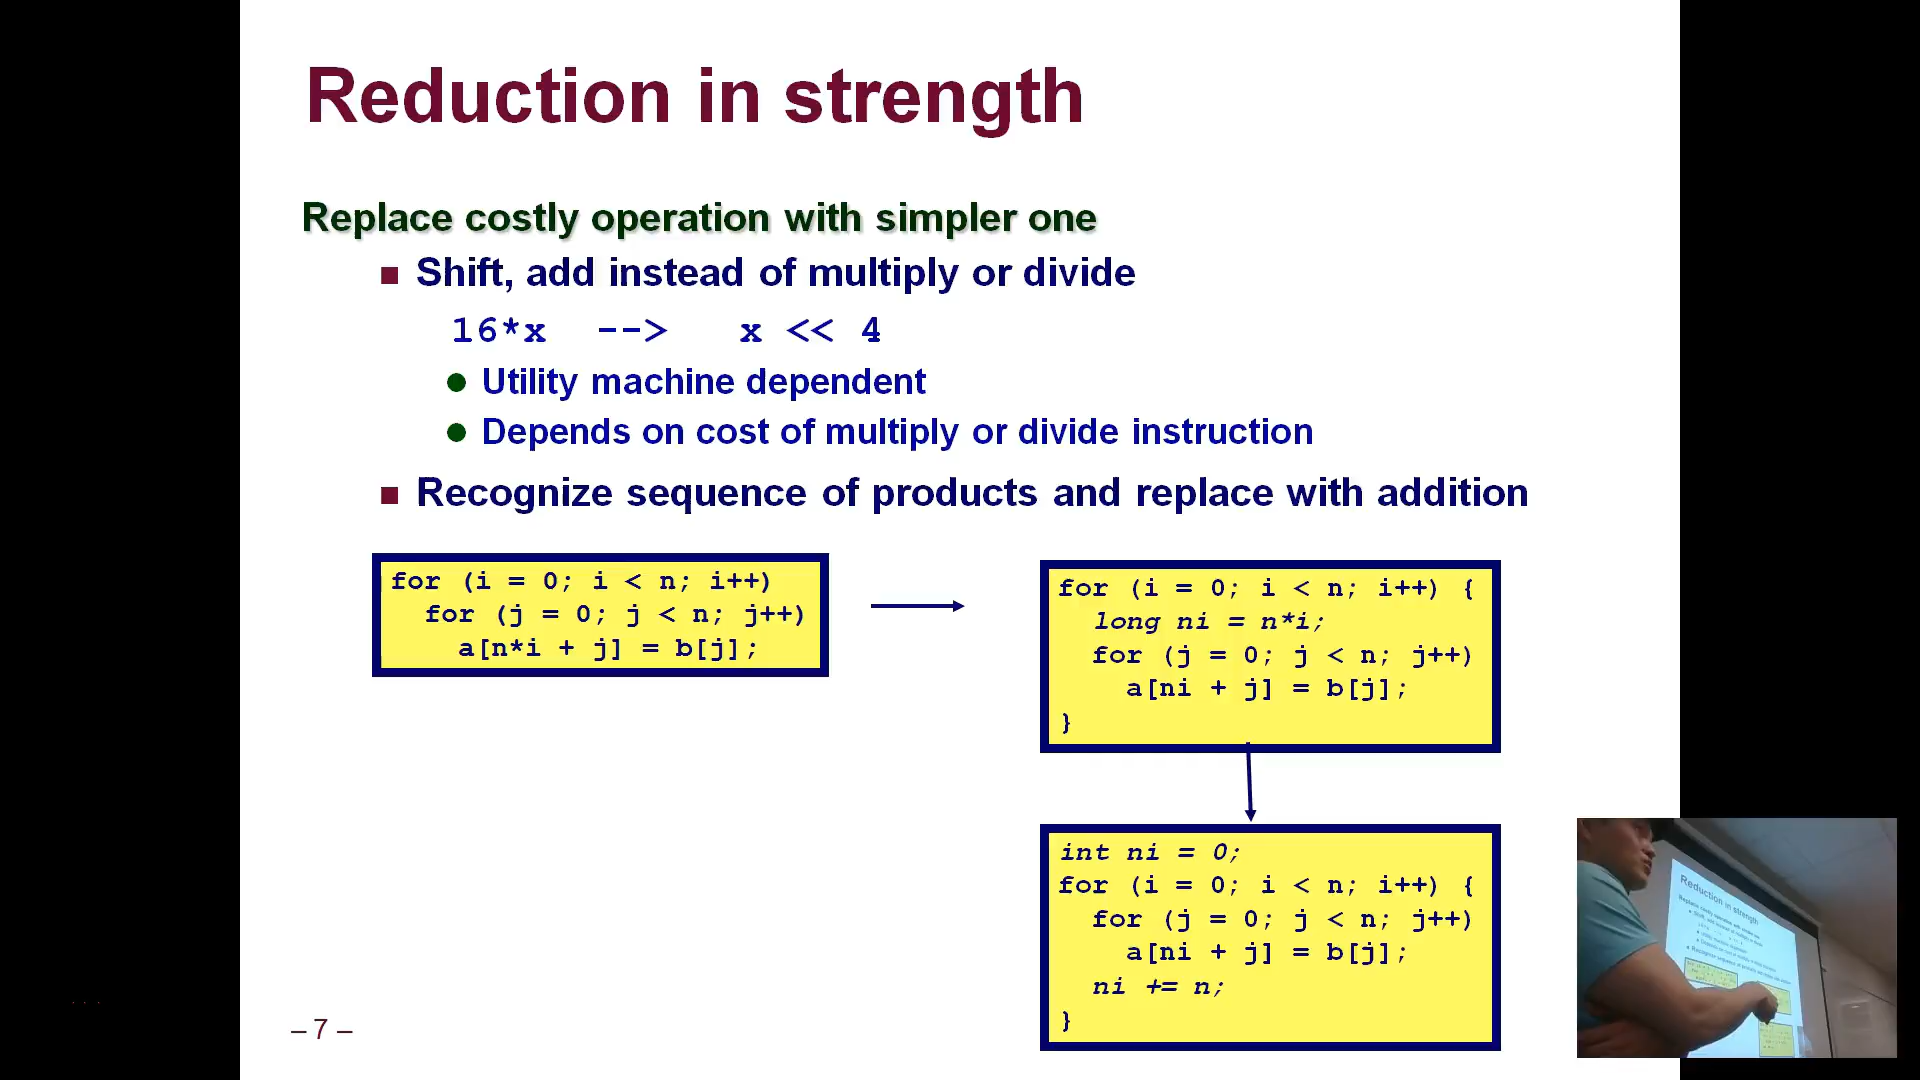 Reduction in strength
Replace costly operation with simpler one
Shift, add instead of multiply or divide
16*x --> x << 4
Utility machine dependent
Depends on cost of multiply or divide instruction
Recognize sequence of products and replace with addition
for (i = 0; i < n; i++)
for (j = 0; j < n; j++)
a[n*i + j] = b[j];
for (i = 0; i < n; i++) {
long ni = n*i;
for (j = 0; j < n; j++)
a[ni + j] = b[j];
}
int ni = 0;
for (i = 0; i < n; i++) {
for (j = 0; j < n; j++)
a[ni + j] = b[j];
ni += n;
}
– 7 –
Reduction in strength